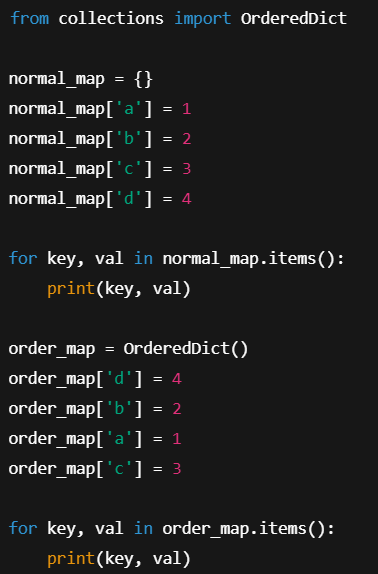 from collections import OrderedDict

normal_map = {}
normal_map['a'] = 1
normal_map['b'] = 2
normal_map['c'] = 3
normal_map['d'] = 4

for key, val in normal_map.items():
    print(key, val)

order_map = OrderedDict()
order_map['d'] = 4
order_map['b'] = 2
order_map['a'] = 1
order_map['c'] = 3

for key, val in order_map.items():
    print(key, val)